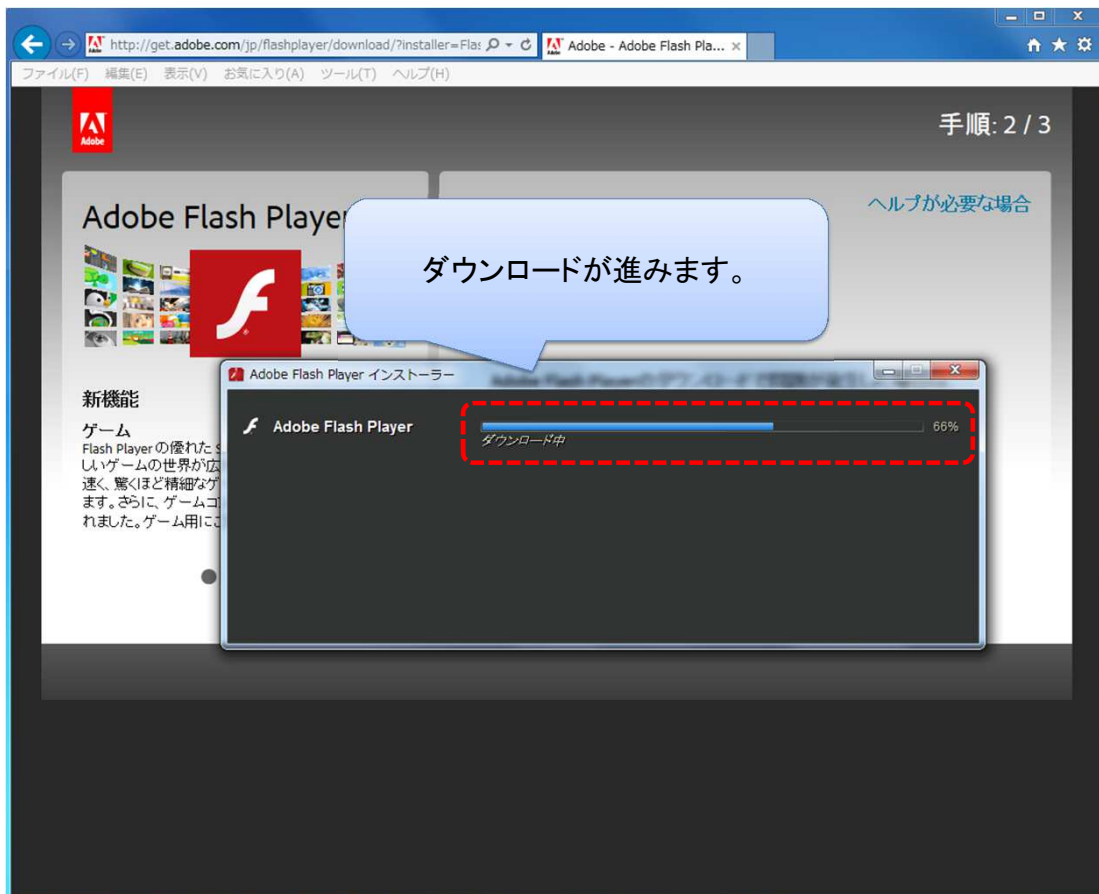 http://get.adobe.com/jp/flashplayer/download/?installer=Flas
Adobe - Adobe Flash Pla...
ファイル(F) 編集(E) 表示(V) お気に入り(A) ツール(T) ヘルプ(H)
Adobe
手順: 2 / 3
Adobe Flash Player
ヘルプが必要な場合
ダウンロードが進みます。
Adobe Flash Player インストーラー
新機能
Adobe Flash Player
66%
ダウンロード中
ゲーム
Flash Player の優れた
しいゲームの世界が広
速く、驚くほど精細なゲ
ます。さらに、ゲームコ
れました。ゲーム用にこ